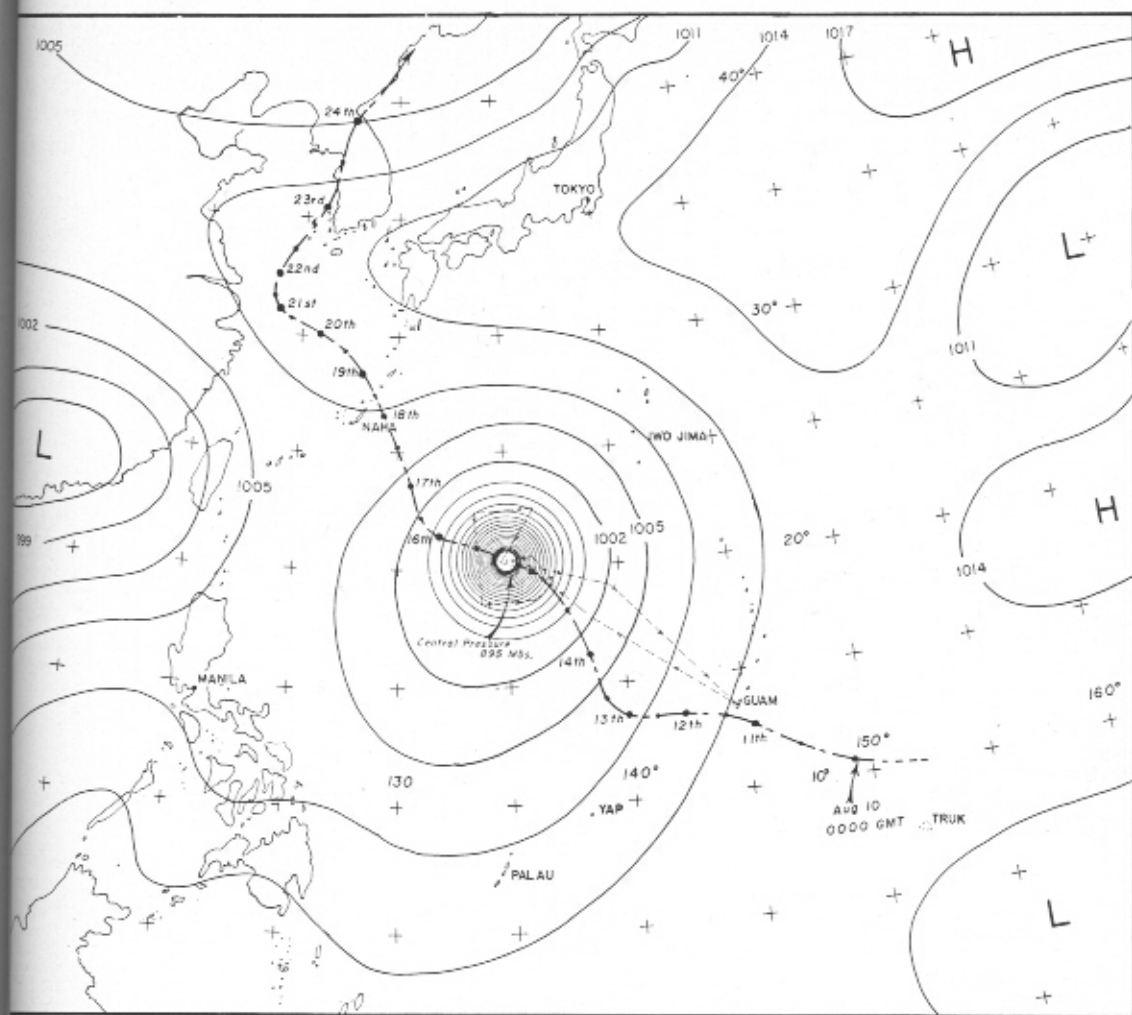 1005
1011
1014
1017
H
40°
24th
TOKYO
23rd
L
22nd
21st
30°
20th
1002
1011
19th
18th
NAHA
IWO JIMA
L
1005
17th
H
16th
1002
1005
20°
999
1014
Central Pressure
895 Mbs.
14th
MANILA
GUAM
160°
13th
12th
11th
150°
130
140°
10°
Aug 10
0000 GMT
TRUK
YAP
PALAU
L